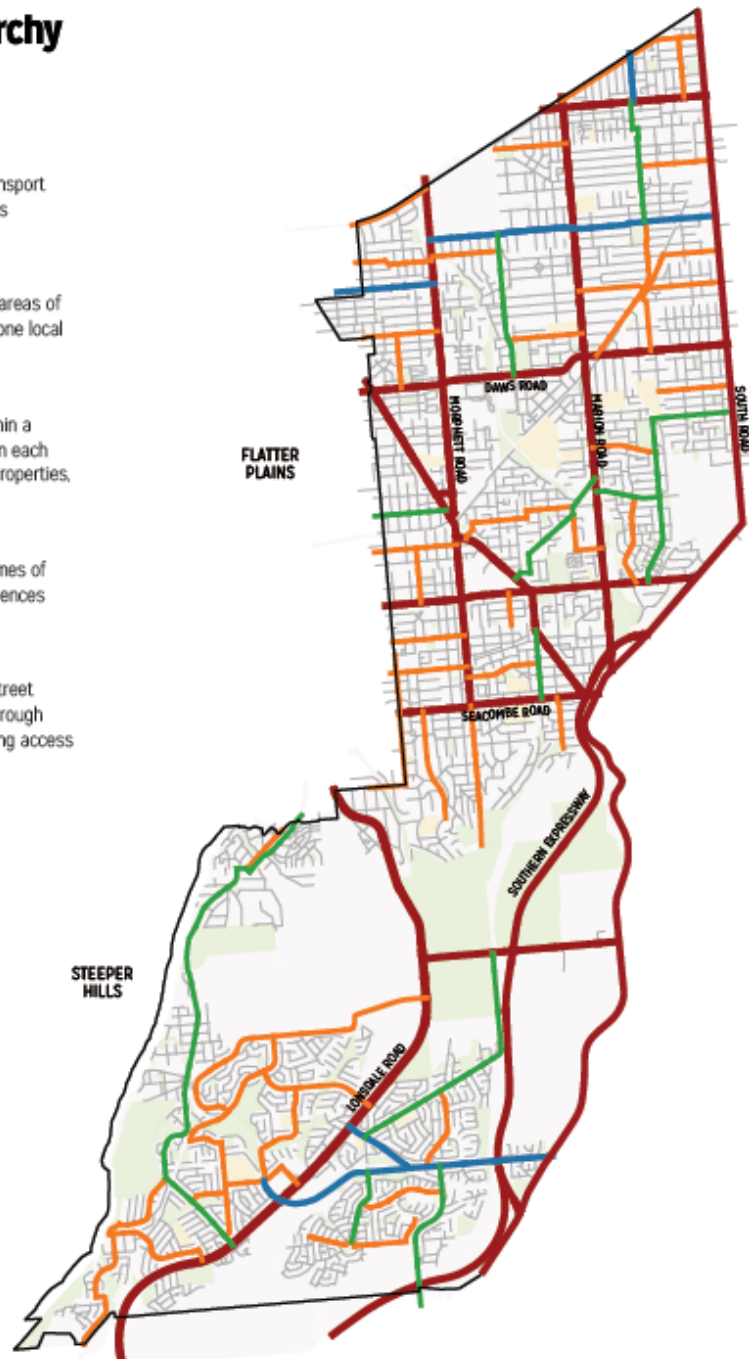 rchy
nsport
s
areas of
one local
nin a
n each
roperties,
mes of
ences
treet
rough
ng access
FLATTER
PLAINS
STEEPER
HILLS
DAWS ROAD
MORPHETT ROAD
MARION ROAD
SOUTH ROAD
SEACOMBE ROAD
SOUTHERN EXPRESSWAY
LONSDALE ROAD